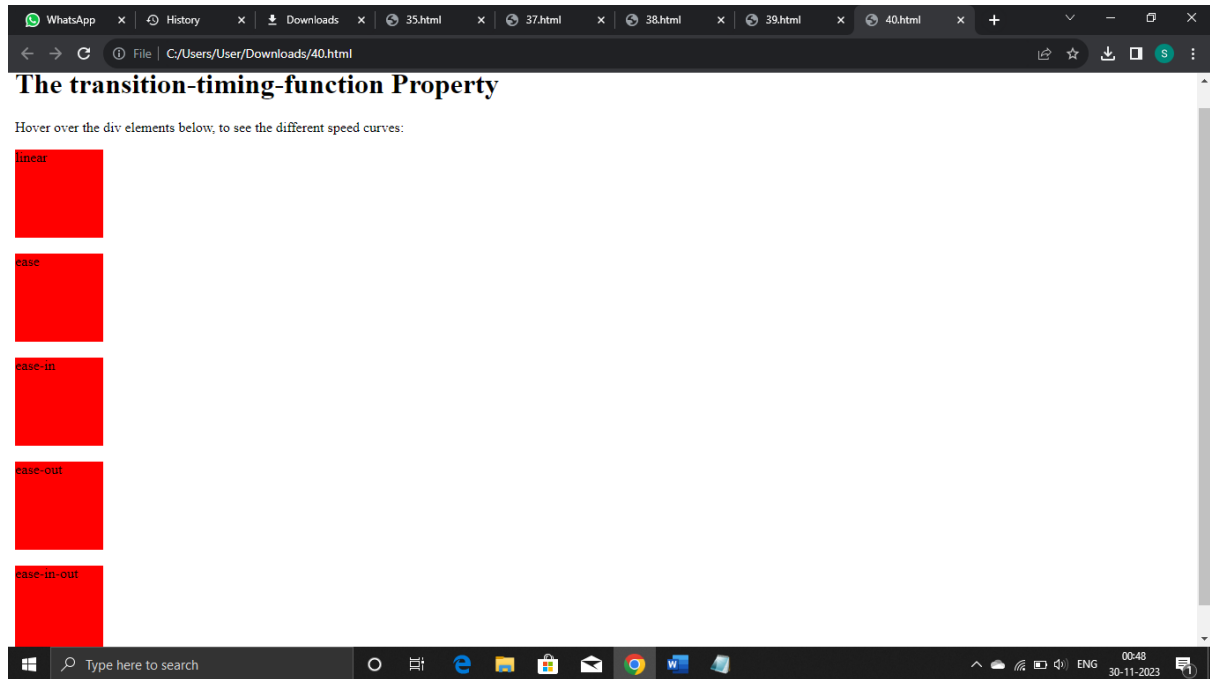 WhatsApp
History
Downloads
35.html
37.html
38.html
39.html
40.html
File C:/Users/User/Downloads/40.html
S
The transition-timing-function Property
Hover over the div elements below, to see the different speed curves:
linear
ease
ease-in
ease-out
ease-in-out
Type here to search
ENG
00:48
30-11-2023
1